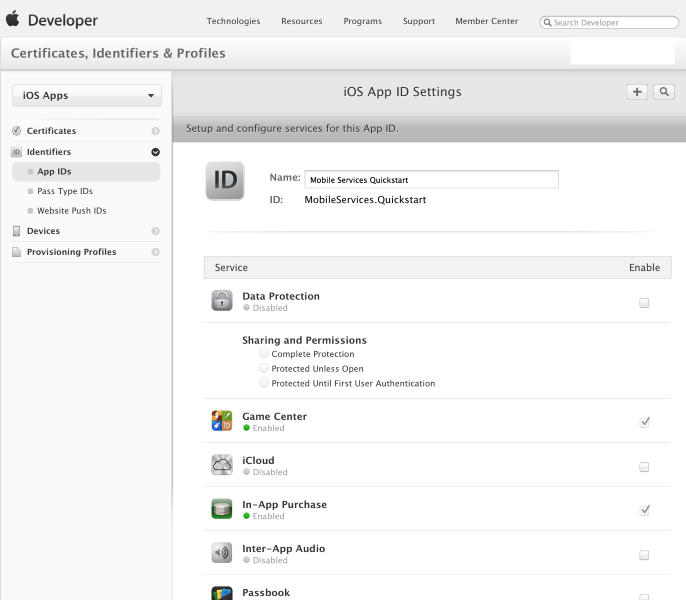 Developer
Technologies Resources Programs Support Member Center Search Developer
Certificates, Identifiers & Profiles
iOS Apps
iOS App ID Settings
Setup and configure services for this App ID.
Certificates
Identifiers
App IDs
Pass Type IDs
Website Push IDs
Devices
Provisioning Profiles
ID
Name: Mobile Services Quickstart
ID: MobileServices.Quickstart
Service Enable
Data Protection
Disabled
Sharing and Permissions
Complete Protection
Protected Unless Open
Protected Until First User Authentication
Game Center
Enabled
iCloud
Disabled
In-App Purchase
Enabled
Inter-App Audio
Disabled
Passbook